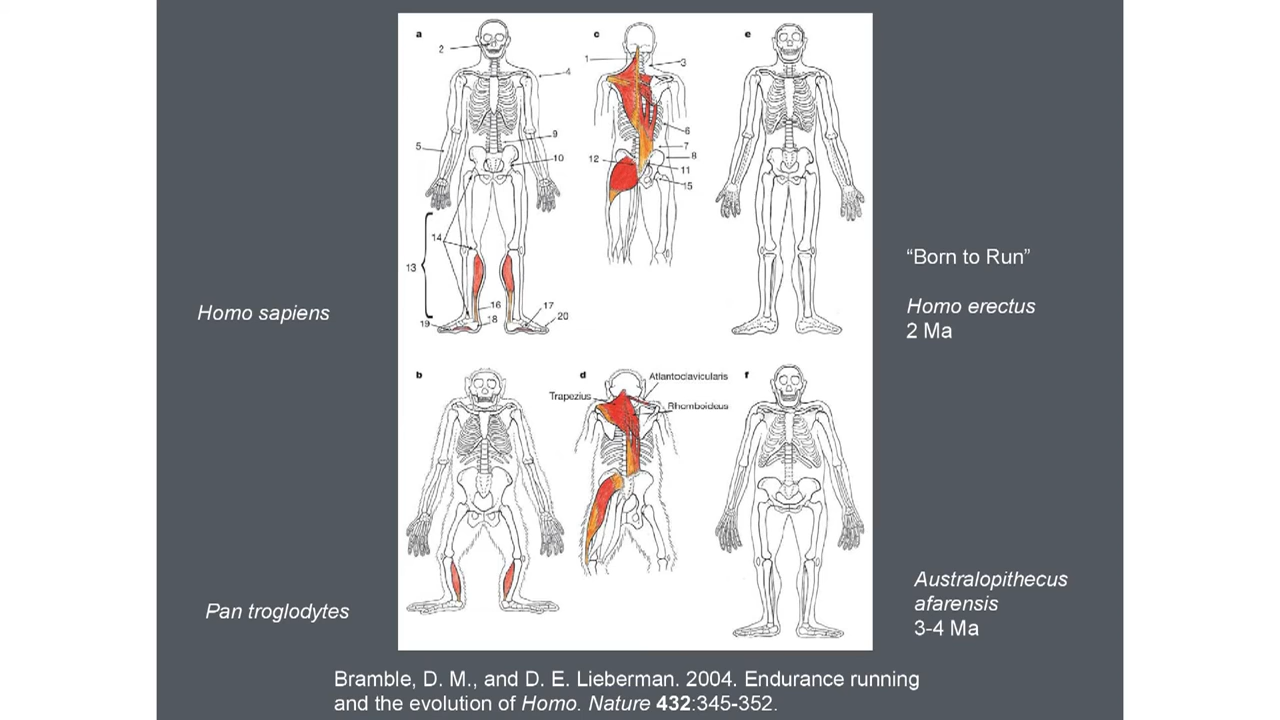 a
c
e
2
1
3
4
5
9
6
7
12
10
8
11
15
14
13
16
17
19
18
20
"Born to Run"
Homo sapiens
Homo erectus
2 Ma
b
d
f
Atlantoclavicularis
Trapezius
Rhomboideus
Pan troglodytes
Australopithecus
afarensis
3-4 Ma
Bramble, D. M., and D. E. Lieberman. 2004. Endurance running
and the evolution of Homo. Nature 432:345-352.